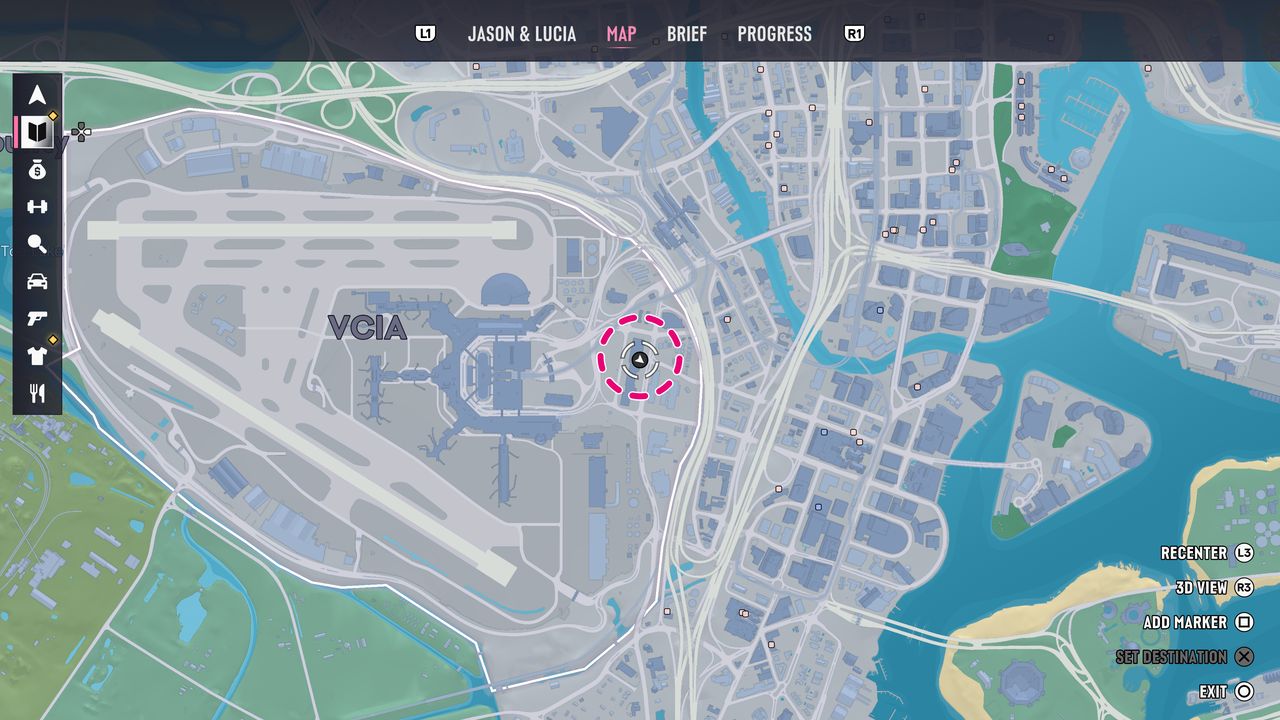 L1 JASON & LUCIA MAP BRIEF PROGRESS R1
VCIA
RECENTER L3
3D VIEW R3
ADD MARKER
SET DESTINATION
EXIT